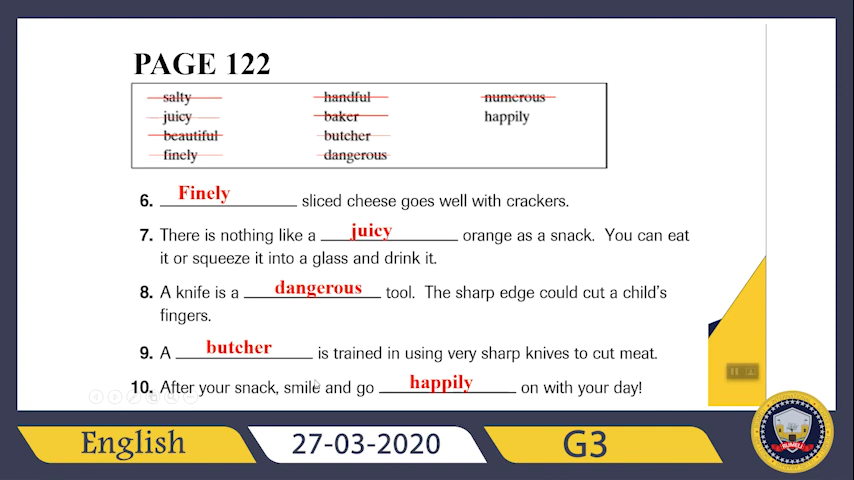 PAGE 122
salty handful numerous
juicy baker happily
beautiful butcher
finely dangerous
6. Finely sliced cheese goes well with crackers.
7. There is nothing like a juicy orange as a snack. You can eat
it or squeeze it into a glass and drink it.
8. A knife is a dangerous tool. The sharp edge could cut a child's
fingers.
9. A butcher is trained in using very sharp knives to cut meat.
10. After your snack, smile and go happily on with your day!
English 27-03-2020 G3